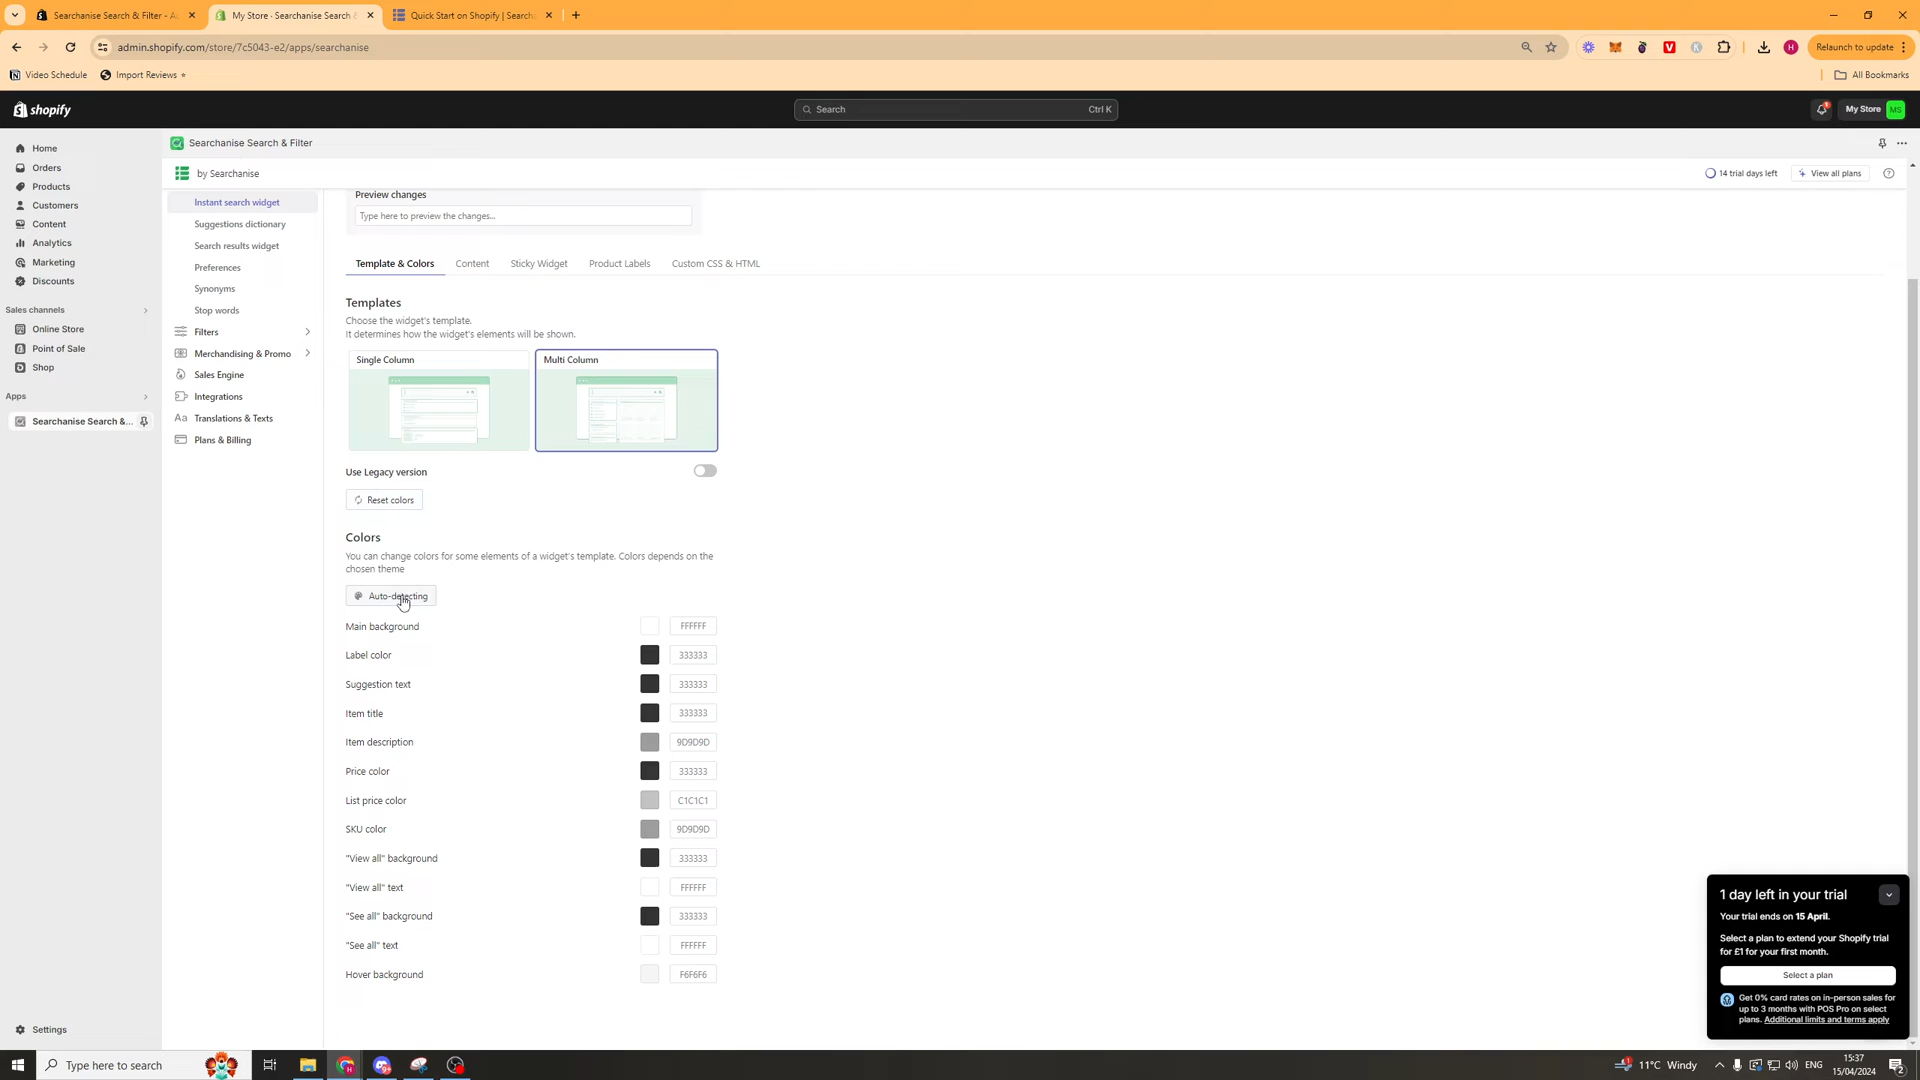 Searchanise Search & Filter - A
My Store · Searchanise Search &
Quick Start on Shopify | Search
admin.shopify.com/store/7c5043-e2/apps/searchanise
Relaunch to update
Video Schedule
Import Reviews
All Bookmarks
shopify
Search
Ctrl K
My Store
MS
Home
Orders
Products
Customers
Content
Analytics
Marketing
Discounts
Sales channels
Online Store
Point of Sale
Shop
Apps
Searchanise Search &...
Settings
Searchanise Search & Filter
by Searchanise
14 trial days left
View all plans
Instant search widget
Suggestions dictionary
Search results widget
Preferences
Synonyms
Stop words
Filters
Merchandising & Promo
Sales Engine
Integrations
Translations & Texts
Plans & Billing
Preview changes
Type here to preview the changes...
Template & Colors
Content
Sticky Widget
Product Labels
Custom CSS & HTML
Templates
Choose the widget's template.
It determines how the widget's elements will be shown.
Single Column
Multi Column
Use Legacy version
Reset colors
Colors
You can change colors for some elements of a widget's template. Colors depends on the
chosen theme
Auto-detecting
Main background FFFFFF
Label color 333333
Suggestion text 333333
Item title 333333
Item description 9D9D9D
Price color 333333
List price color C1C1C1
SKU color 9D9D9D
"View all" background 333333
"View all" text FFFFFF
"See all" background 333333
"See all" text FFFFFF
Hover background F6F6F6
1 day left in your trial
Your trial ends on 15 April.
Select a plan to extend your Shopify trial
for £1 for your first month.
Select a plan
Get 0% card rates on in-person sales for
up to 3 months with POS Pro on select
plans. Additional limits and terms apply
Type here to search
11°C Windy
ENG
15:37
15/04/2024